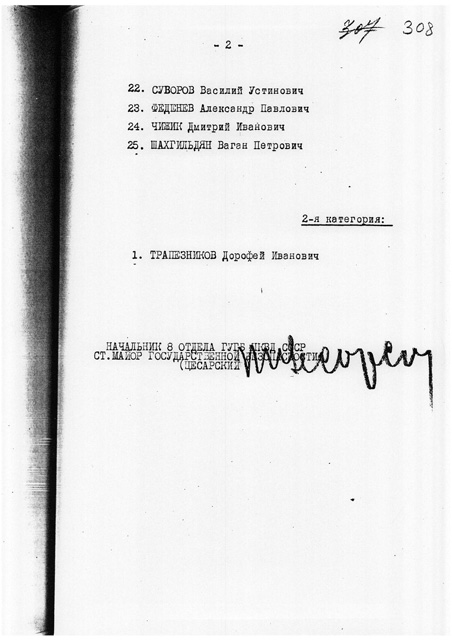 307 308
- 2 -
22. СУВОРОВ Василий Устинович
23. ФЕДЕНЕВ Александр Павлович
24. ЧИЖИК Дмитрий Иванович
25. ШАХГИЛЬДЯН Ваган Петрович
2-я категория:
1. ТРАПЕЗНИКОВ Дорофей Иванович
НАЧАЛЬНИК 8 ОТДЕЛА ГУГБ НКВД СССР
СТ.МАЙОР ГОСУДАРСТВЕННОЙ БЕЗОПАСНОСТИ
(ЦЕСАРСКИЙ